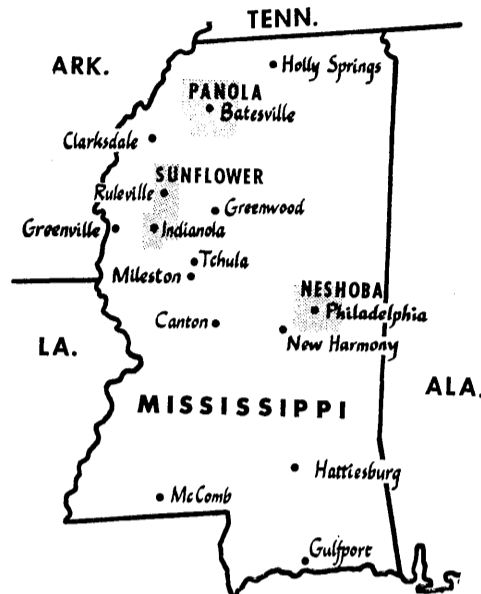 TENN.
ARK.
Holly Springs
PANOLA
Batesville
Clarksdale
SUNFLOWER
Ruleville
Greenwood
Greenville
Indianola
Tchula
Mileston
NESHOBA
Philadelphia
Canton
New Harmony
LA.
ALA.
MISSISSIPPI
Hattiesburg
McComb
Gulfport